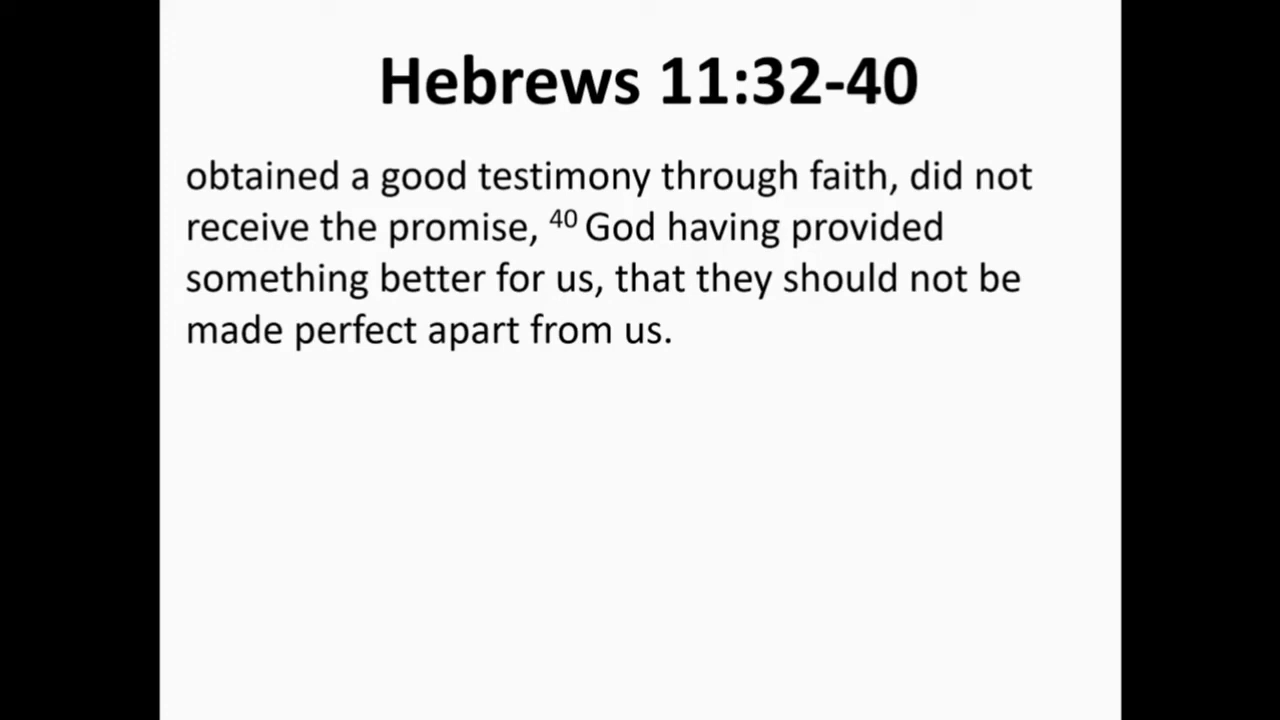 Hebrews 11:32-40
obtained a good testimony through faith, did not
receive the promise, 40 God having provided
something better for us, that they should not be
made perfect apart from us.